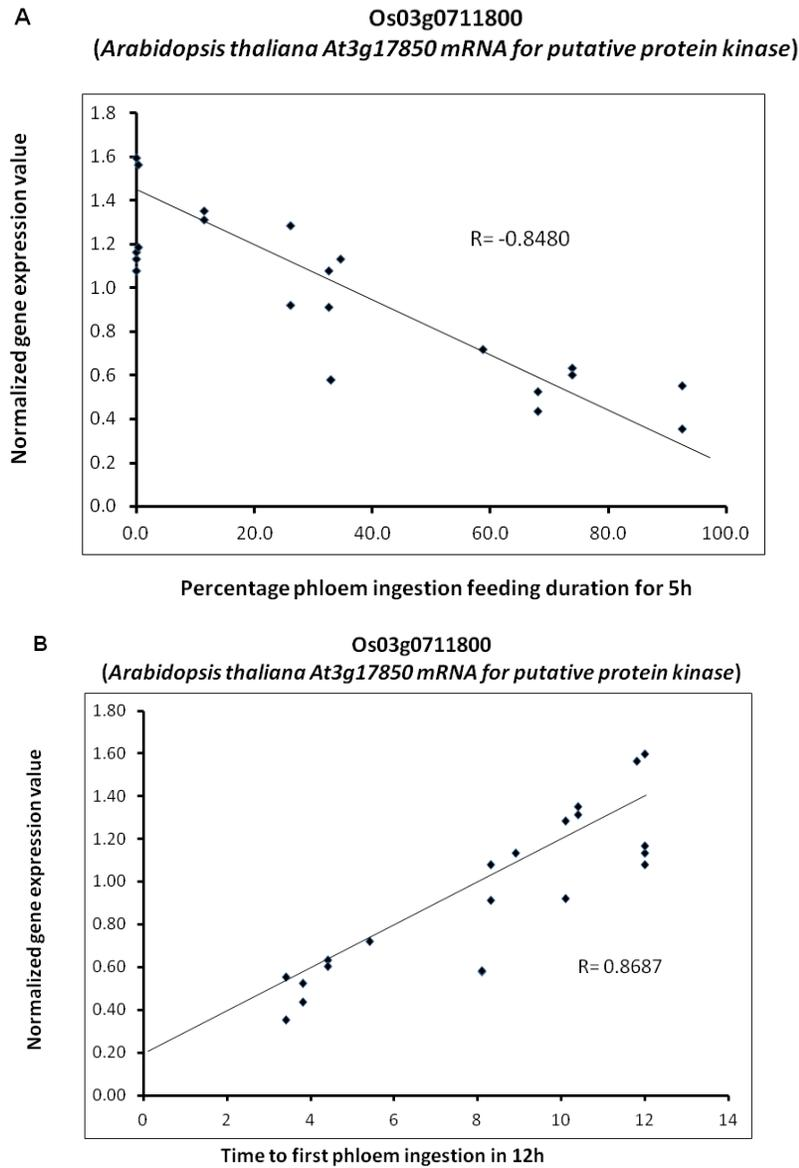 A
Os03g0711800
(Arabidopsis thaliana At3g17850 mRNA for putative protein kinase)
Normalized gene expression value
1.8
1.6
1.4
1.2
1.0
0.8
0.6
0.4
0.2
0.0
R= -0.8480
0.0 20.0 40.0 60.0 80.0 100.0
Percentage phloem ingestion feeding duration for 5h
B
Os03g0711800
(Arabidopsis thaliana At3g17850 mRNA for putative protein kinase)
Normalized gene expression value
1.80
1.60
1.40
1.20
1.00
0.80
0.60
0.40
0.20
0.00
R= 0.8687
0 2 4 6 8 10 12 14
Time to first phloem ingestion in 12h